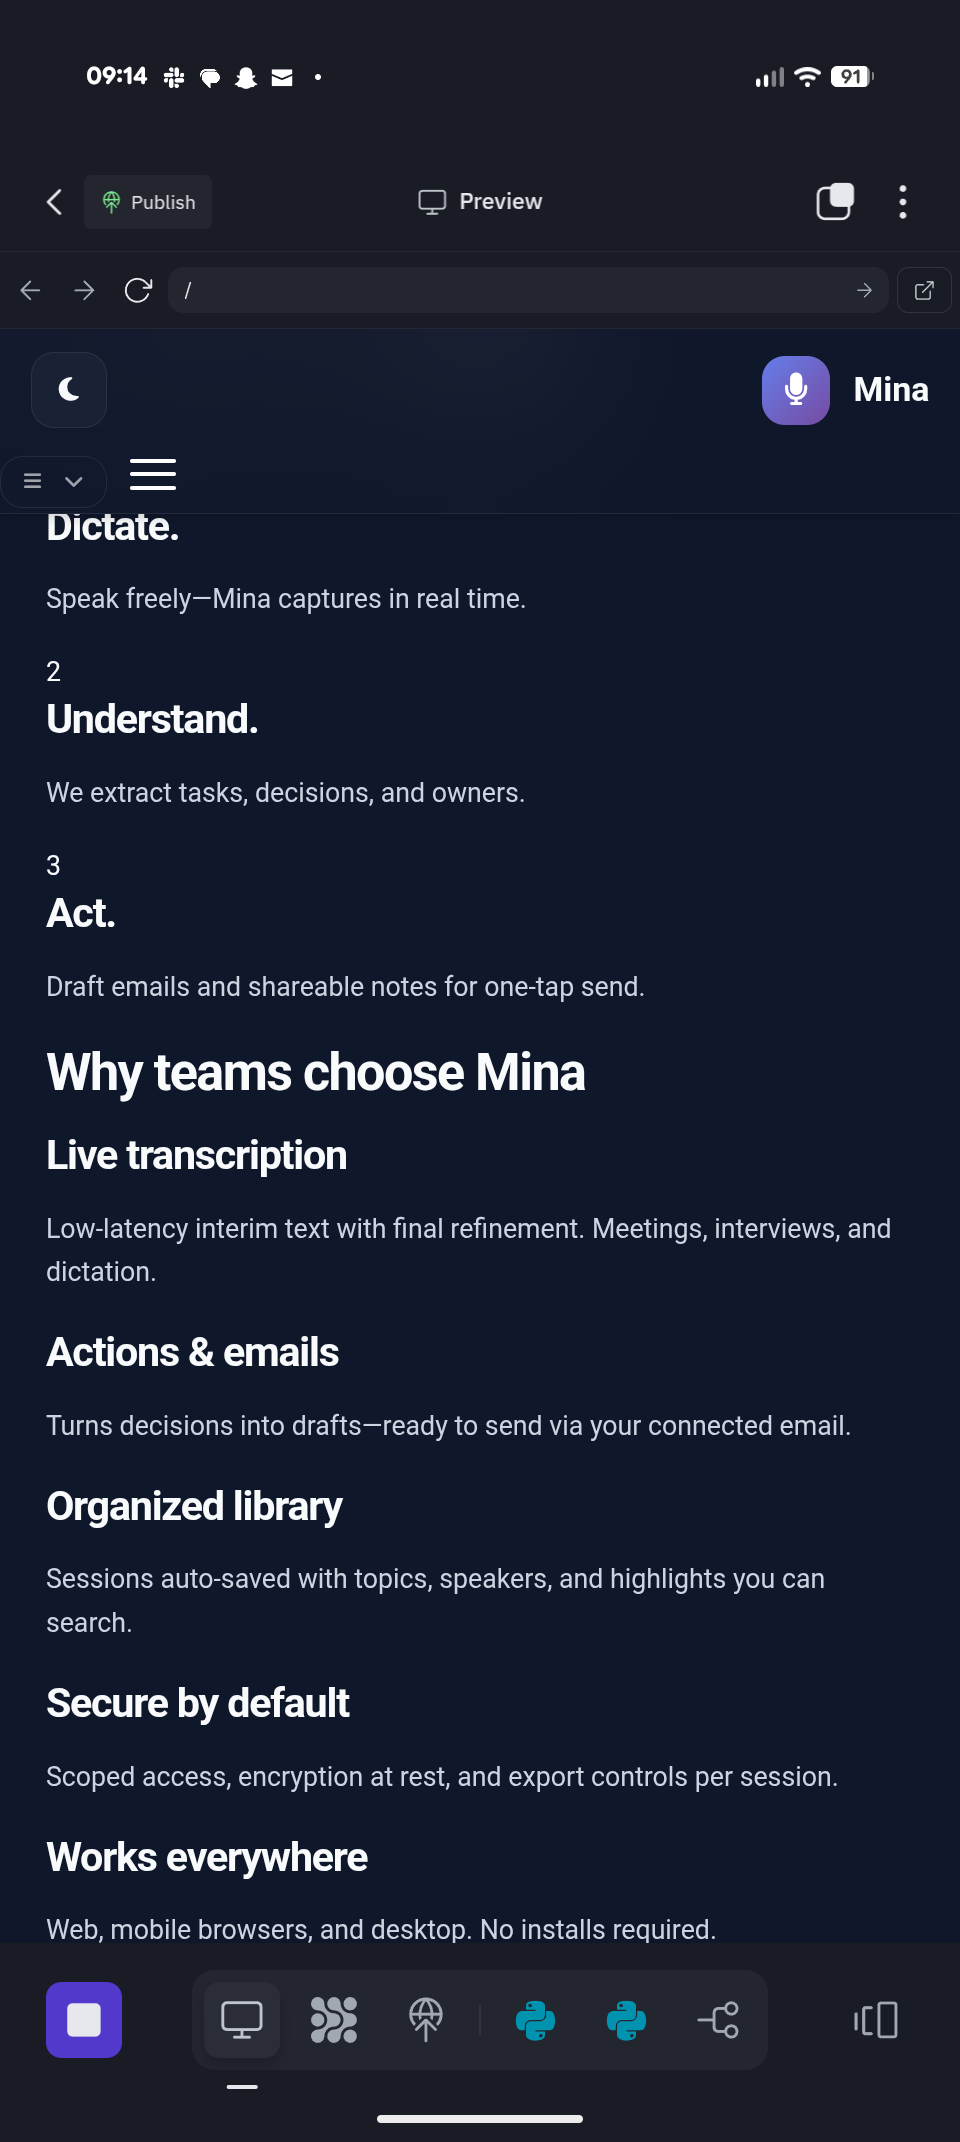 09:14
91
Publish
Preview
/
Mina
Dictate.
Speak freely—Mina captures in real time.
2
Understand.
We extract tasks, decisions, and owners.
3
Act.
Draft emails and shareable notes for one-tap send.
Why teams choose Mina
Live transcription
Low-latency interim text with final refinement. Meetings, interviews, and
dictation.
Actions & emails
Turns decisions into drafts—ready to send via your connected email.
Organized library
Sessions auto-saved with topics, speakers, and highlights you can
search.
Secure by default
Scoped access, encryption at rest, and export controls per session.
Works everywhere
Web, mobile browsers, and desktop. No installs required.